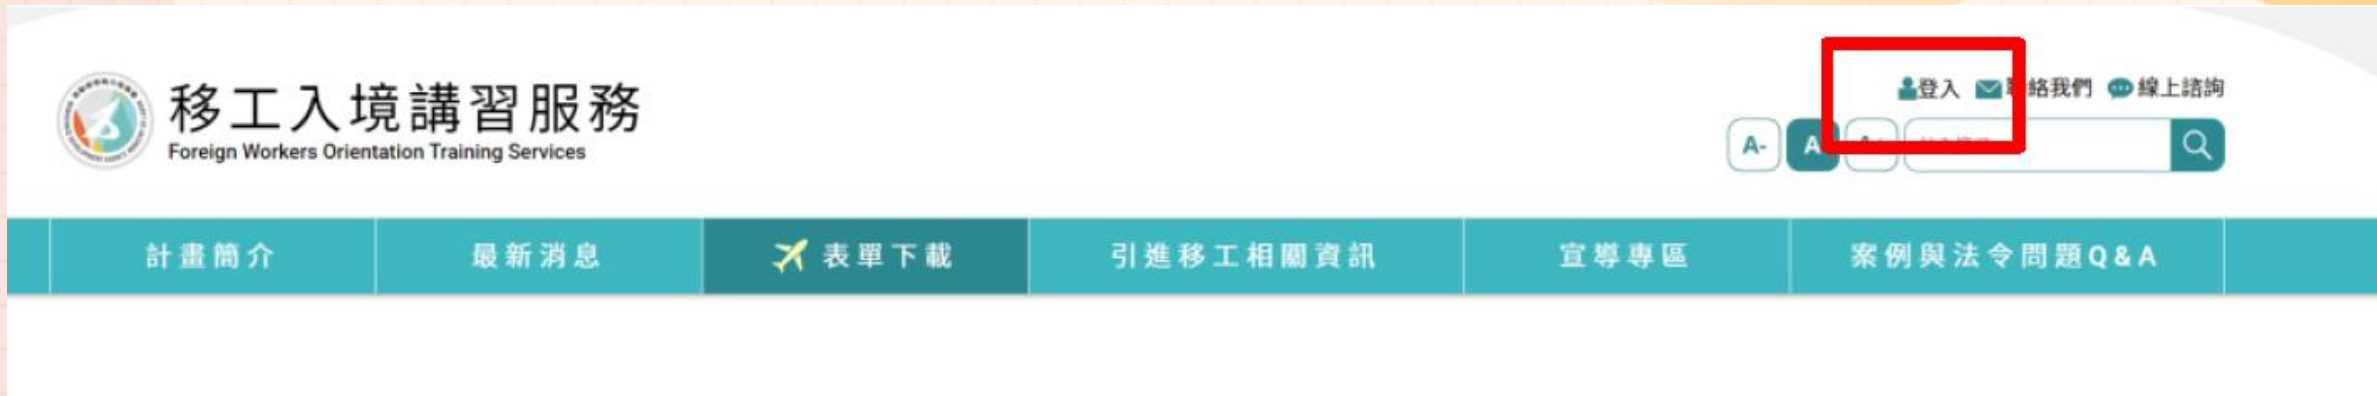 移工入境講習服務
Foreign Workers Orientation Training Services
登入 絡我們 線上諮詢
A- A
計畫簡介 最新消息 表單下載 引進移工相關資訊 宣導專區 案例與法令問題Q&A